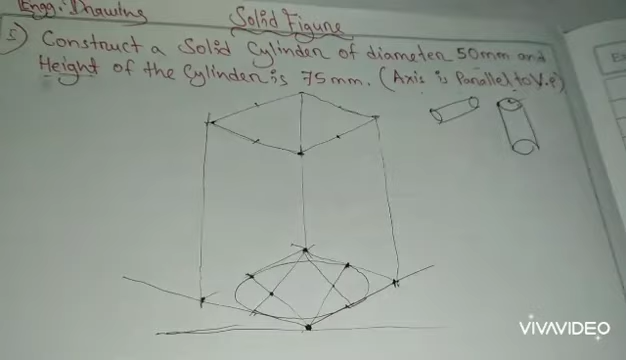 Engg: Drawing
Solid Figure
5) Construct a Solid Cylinder of diameter 50mm and
Height of the Cylinder is 75mm. (Axis is Parallel to V.P)
VIVAVIDEO